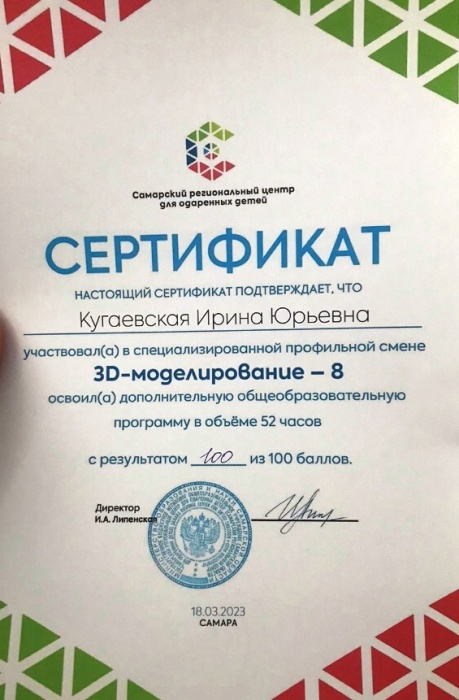 Самарский региональный центр
для одаренных детей
СЕРТИФИКАТ
НАСТОЯЩИЙ СЕРТИФИКАТ ПОДТВЕРЖДАЕТ, ЧТО
Кугаевская Ирина Юрьевна
участвовал(а) в специализированной профильной смене
3D-моделирование – 8
освоил(а) дополнительную общеобразовательную
программу в объёме 52 часов
с результатом 100 из 100 баллов.
Директор
И.А. Липенская
18.03.2023
САМАРА